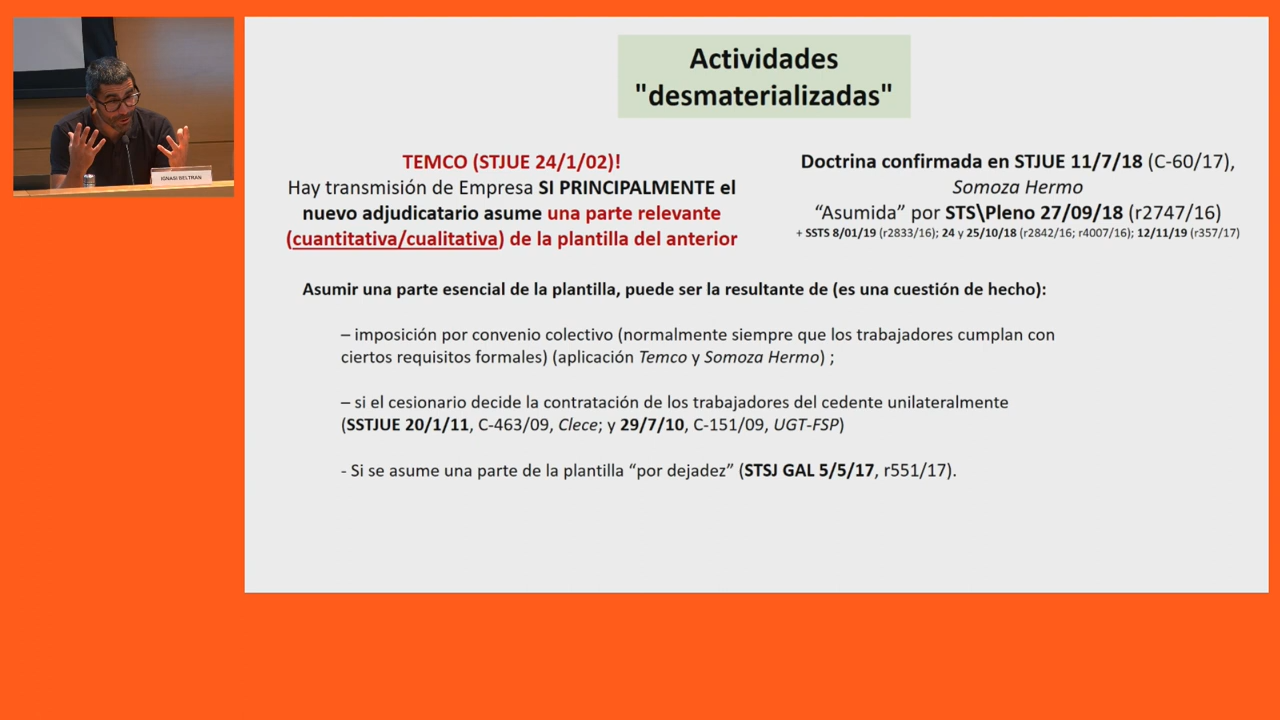 Actividades
"desmaterializadas"
TEMCO (STJUE 24/1/02)!
Hay transmisión de Empresa SI PRINCIPALMENTE el
nuevo adjudicatario asume una parte relevante
(cuantitativa/cualitativa) de la plantilla del anterior
Doctrina confirmada en STJUE 11/7/18 (C-60/17),
Somoza Hermo
“Asumida” por STS\Pleno 27/09/18 (r2747/16)
+ SSTS 8/01/19 (r2833/16); 24 y 25/10/18 (r2842/16; r4007/16); 12/11/19 (r357/17)
Asumir una parte esencial de la plantilla, puede ser la resultante de (es una cuestión de hecho):
– imposición por convenio colectivo (normalmente siempre que los trabajadores cumplan con
ciertos requisitos formales) (aplicación Temco y Somoza Hermo) ;
– si el cesionario decide la contratación de los trabajadores del cedente unilateralmente
(SSTJUE 20/1/11, C-463/09, Clece; y 29/7/10, C-151/09, UGT-FSP)
- Si se asume una parte de la plantilla “por dejadez” (STSJ GAL 5/5/17, r551/17).
IGNASI BELTRAN